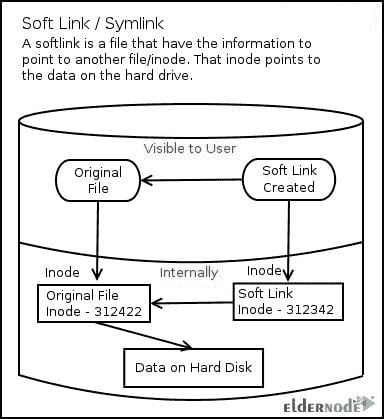 Soft Link / Symlink
A softlink is a file that have the information to
point to another file/inode. That inode points to
the data on the hard drive.
Visible to User
Original
File
Soft Link
Created
Inode
Internally
Inode
Original File
Inode - 312422
Soft Link
Inode - 312342
Data on Hard Disk
eldernode